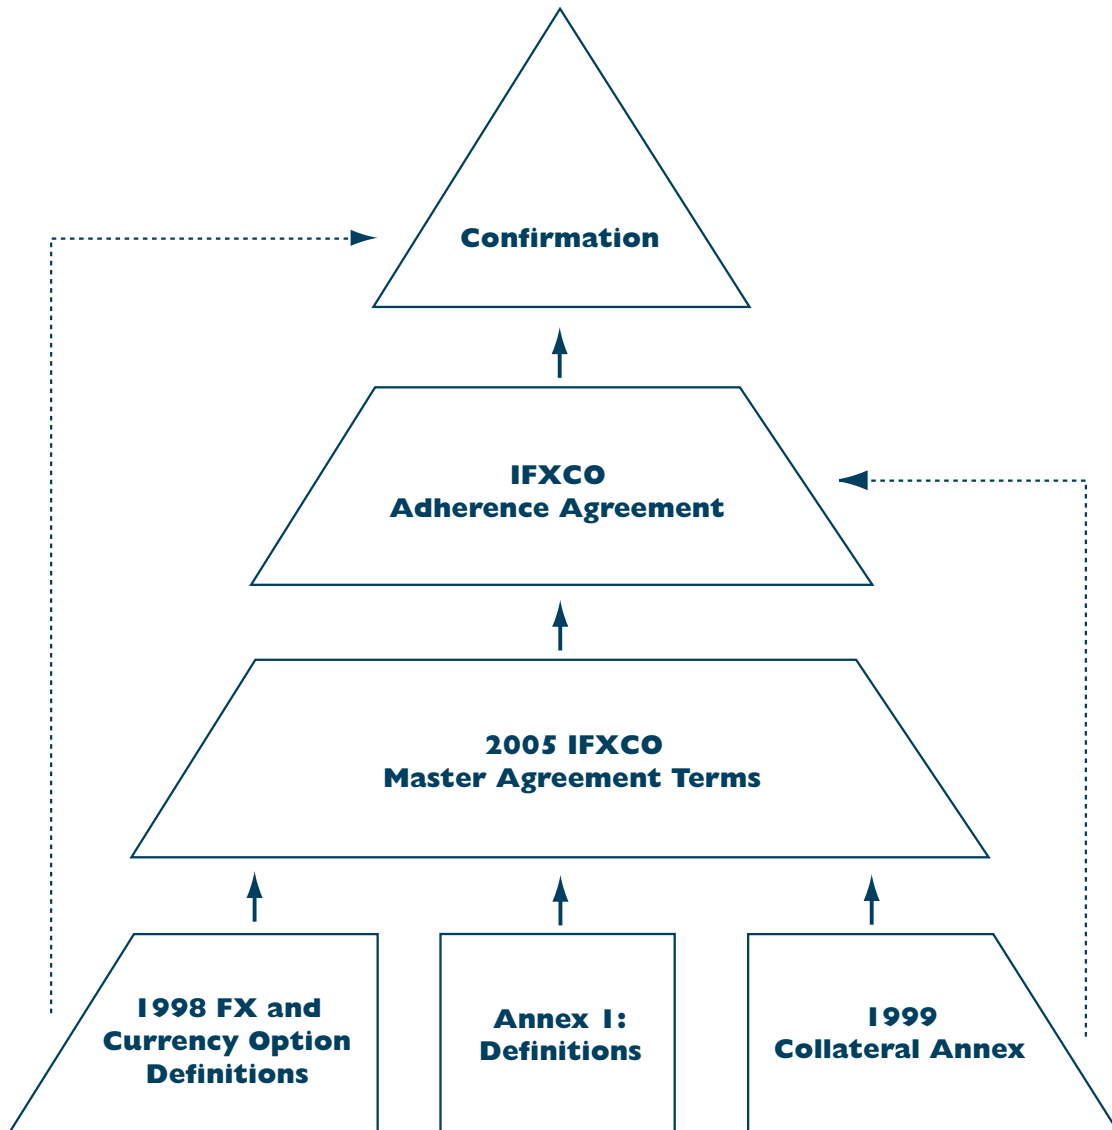 Confirmation
IFXCO
Adherence Agreement
2005 IFXCO
Master Agreement Terms
1998 FX and
Currency Option
Definitions
Annex 1:
Definitions
1999
Collateral Annex